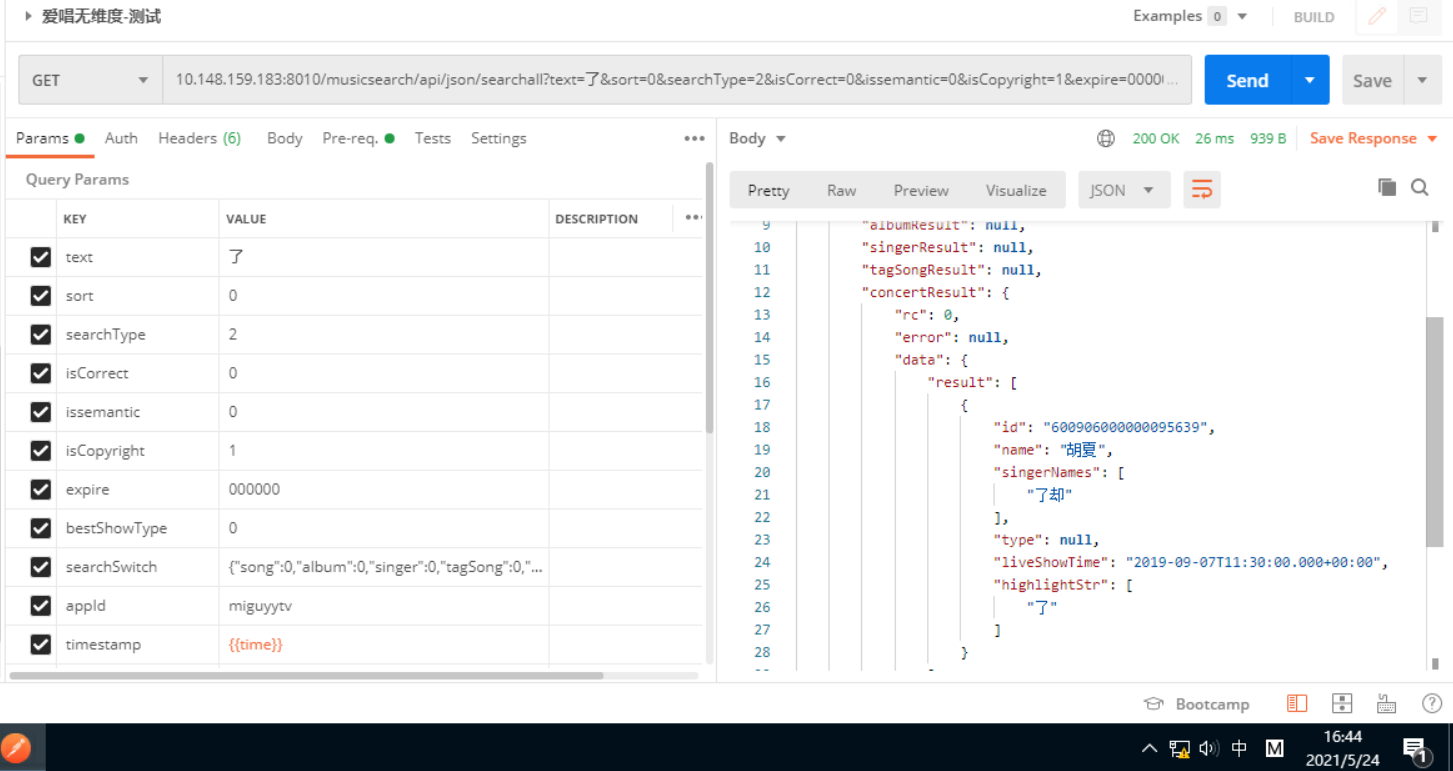 爱唱无维度-测试
Examples 0
BUILD
GET
10.148.159.183:8010/musicsearch/api/json/searchall?text=了&sort=0&searchType=2&isCorrect=0&issemantic=0&isCopyright=1&expire=0000(...
Send
Save
Params
Auth
Headers (6)
Body
Pre-req.
Tests
Settings
Query Params
KEY VALUE DESCRIPTION
text 了
sort 0
searchType 2
isCorrect 0
issemantic 0
isCopyright 1
expire 000000
bestShowType 0
searchSwitch {"song":0,"album":0,"singer":0,"tagSong":0,"...
appId miguyytv
timestamp {{time}}
Body
200 OK 26 ms 939 B Save Response
Pretty Raw Preview Visualize JSON
9 "albumResult": null,
10 "singerResult": null,
11 "tagSongResult": null,
12 "concertResult": {
13 "rc": 0,
14 "error": null,
15 "data": {
16 "result": [
17 {
18 "id": "600906000000095639",
19 "name": "胡夏",
20 "singerNames": [
21 "了却"
22 ],
23 "type": null,
24 "liveShowTime": "2019-09-07T11:30:00.000+00:00",
25 "highlightStr": [
26 "了"
27 ]
28 }
Bootcamp
中 M
16:44
2021/5/24
1